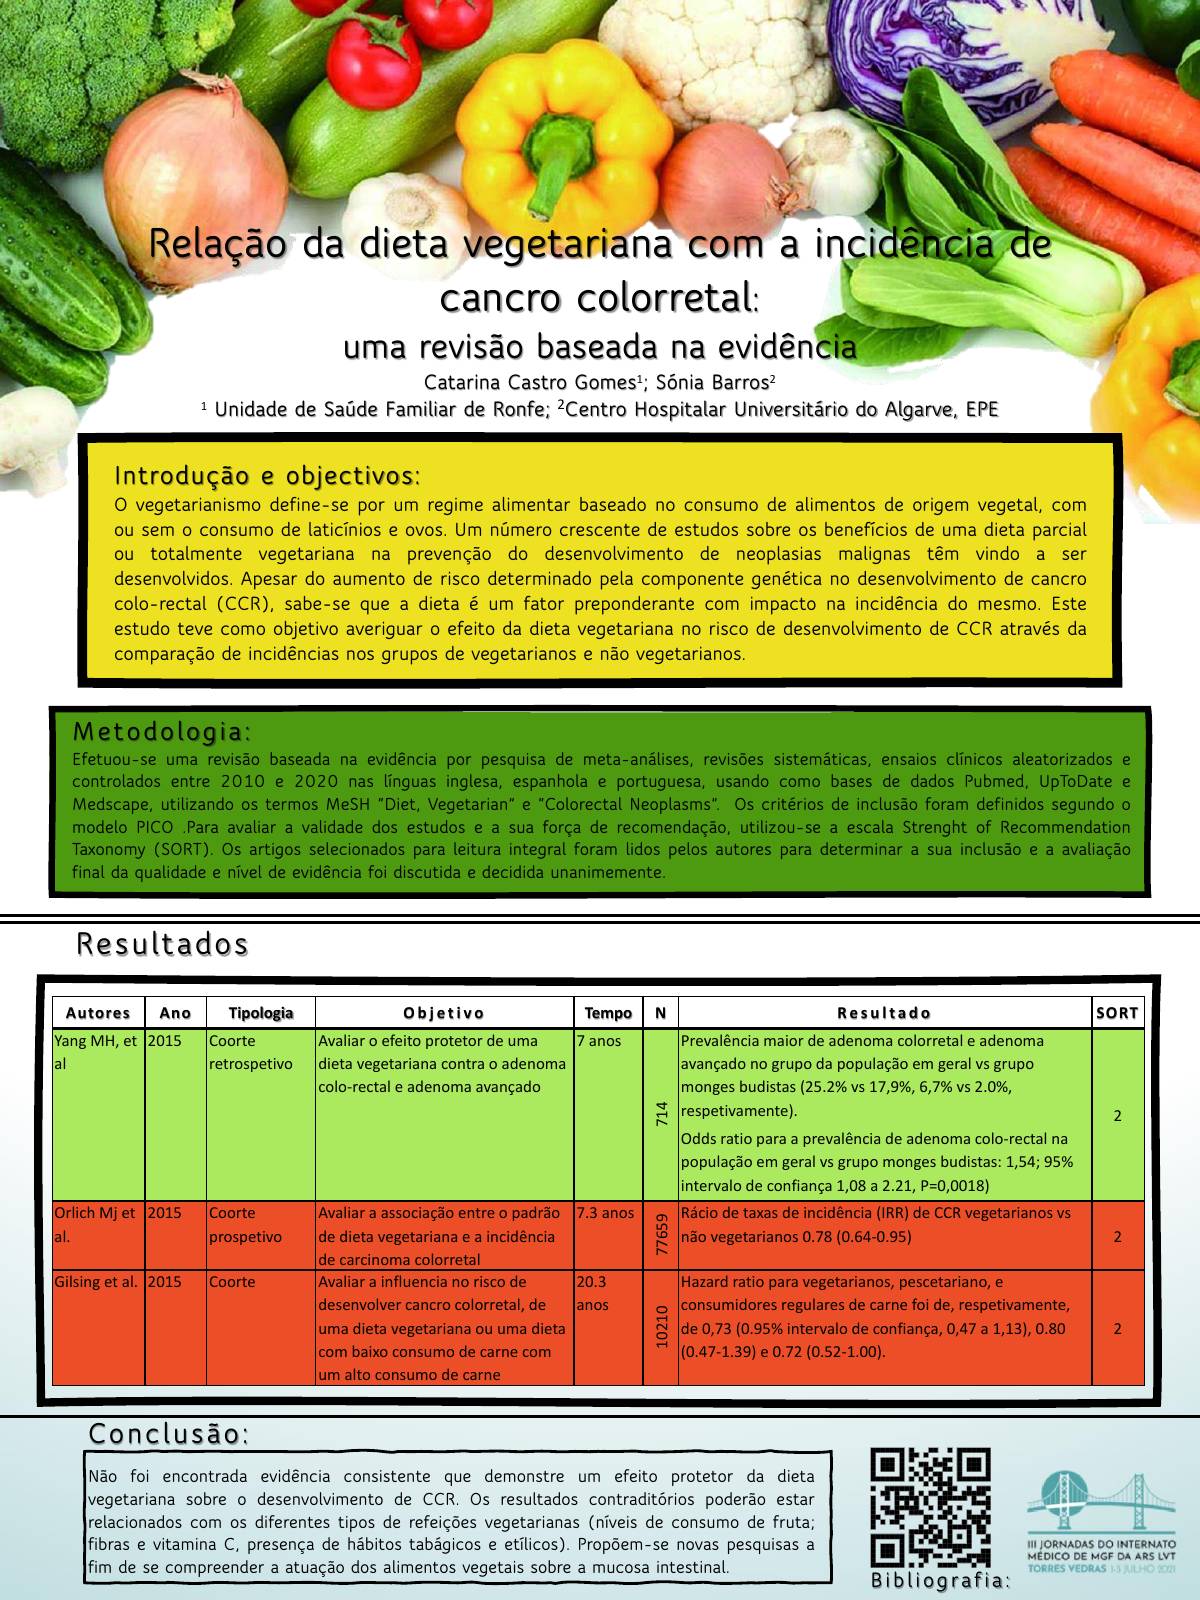 Relação da dieta vegetariana com a incidência de
cancro colorretal:
uma revisão baseada na evidência
Catarina Castro Gomes¹; Sónia Barros²
¹ Unidade de Saúde Familiar de Ronfe; ²Centro Hospitalar Universitário do Algarve, EPE
Introdução e objectivos:
O vegetarianismo define-se por um regime alimentar baseado no consumo de alimentos de origem vegetal, com
ou sem o consumo de laticínios e ovos. Um número crescente de estudos sobre os benefícios de uma dieta parcial
ou totalmente vegetariana na prevenção do desenvolvimento de neoplasias malignas têm vindo a ser
desenvolvidos. Apesar do aumento de risco determinado pela componente genética no desenvolvimento de cancro
colo-rectal (CCR), sabe-se que a dieta é um fator preponderante com impacto na incidência do mesmo. Este
estudo teve como objetivo averiguar o efeito da dieta vegetariana no risco de desenvolvimento de CCR através da
comparação de incidências nos grupos de vegetarianos e não vegetarianos.
Metodologia:
Efetuou-se uma revisão baseada na evidência por pesquisa de meta-análises, revisões sistemáticas, ensaios clínicos aleatorizados e
controlados entre 2010 e 2020 nas línguas inglesa, espanhola e portuguesa, usando como bases de dados Pubmed, UpToDate e
Medscape, utilizando os termos MeSH "Diet, Vegetarian" e "Colorectal Neoplasms". Os critérios de inclusão foram definidos segundo o
modelo PICO .Para avaliar a validade dos estudos e a sua força de recomendação, utilizou-se a escala Strenght of Recommendation
Taxonomy (SORT). Os artigos selecionados para leitura integral foram lidos pelos autores para determinar a sua inclusão e a avaliação
final da qualidade e nível de evidência foi discutida e decidida unanimemente.
Resultados
Autores Ano Tipologia Objetivo Tempo N Resultado SORT
Yang MH, et al 2015 Coorte retrospetivo Avaliar o efeito protetor de uma dieta vegetariana contra o adenoma colo-rectal e adenoma avançado 7 anos 714 Prevalência maior de adenoma colorretal e adenoma avançado no grupo da população em geral vs grupo monges budistas (25.2% vs 17,9%, 6,7% vs 2.0%, respetivamente). Odds ratio para a prevalência de adenoma colo-rectal na população em geral vs grupo monges budistas: 1,54; 95% intervalo de confiança 1,08 a 2.21, P=0,0018) 2
Orlich Mj et al. 2015 Coorte prospetivo Avaliar a associação entre o padrão de dieta vegetariana e a incidência de carcinoma colorretal 7.3 anos 77659 Rácio de taxas de incidência (IRR) de CCR vegetarianos vs não vegetarianos 0.78 (0.64-0.95) 2
Gilsing et al. 2015 Coorte Avaliar a influencia no risco de desenvolver cancro colorretal, de uma dieta vegetariana ou uma dieta com baixo consumo de carne com um alto consumo de carne 20.3 anos 10210 Hazard ratio para vegetarianos, pescetariano, e consumidores regulares de carne foi de, respetivamente, de 0,73 (0.95% intervalo de confiança, 0,47 a 1,13), 0.80 (0.47-1.39) e 0.72 (0.52-1.00). 2
Conclusão:
Não foi encontrada evidência consistente que demonstre um efeito protetor da dieta
vegetariana sobre o desenvolvimento de CCR. Os resultados contraditórios poderão estar
relacionados com os diferentes tipos de refeições vegetarianas (níveis de consumo de fruta;
fibras e vitamina C, presença de hábitos tabágicos e etílicos). Propõem-se novas pesquisas a
fim de se compreender a atuação dos alimentos vegetais sobre a mucosa intestinal.
Bibliografia:
III JORNADAS DO INTERNATO
MÉDICO DE MGF DA ARS LVT
TORRES VEDRAS 1-3 JULHO 2021